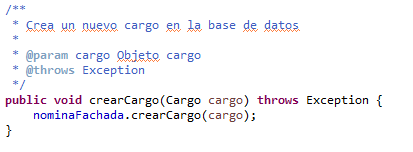 /**
 * Crea un nuevo cargo en la base de datos
 *
 * @param cargo Objeto cargo
 * @throws Exception
 */
public void crearCargo(Cargo cargo) throws Exception {
    nominaFachada.crearCargo(cargo);
}